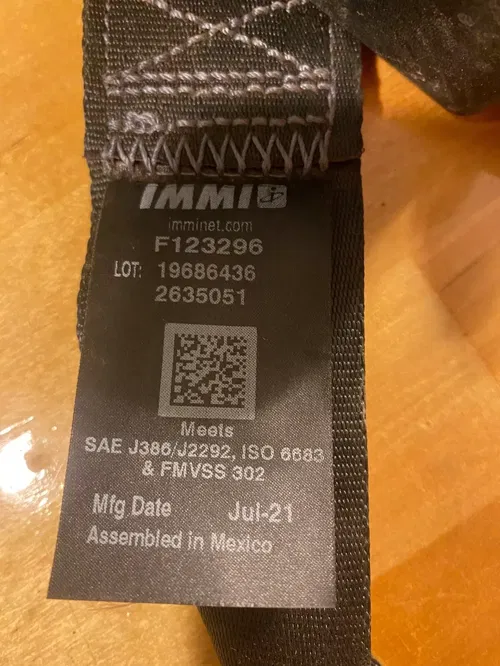 IMMI
imminet.com
F123296
LOT: 19686436
2635051
Meets
SAE J386/J2292, ISO 6683
& FMVSS 302
Mfg Date Jul-21
Assembled in Mexico